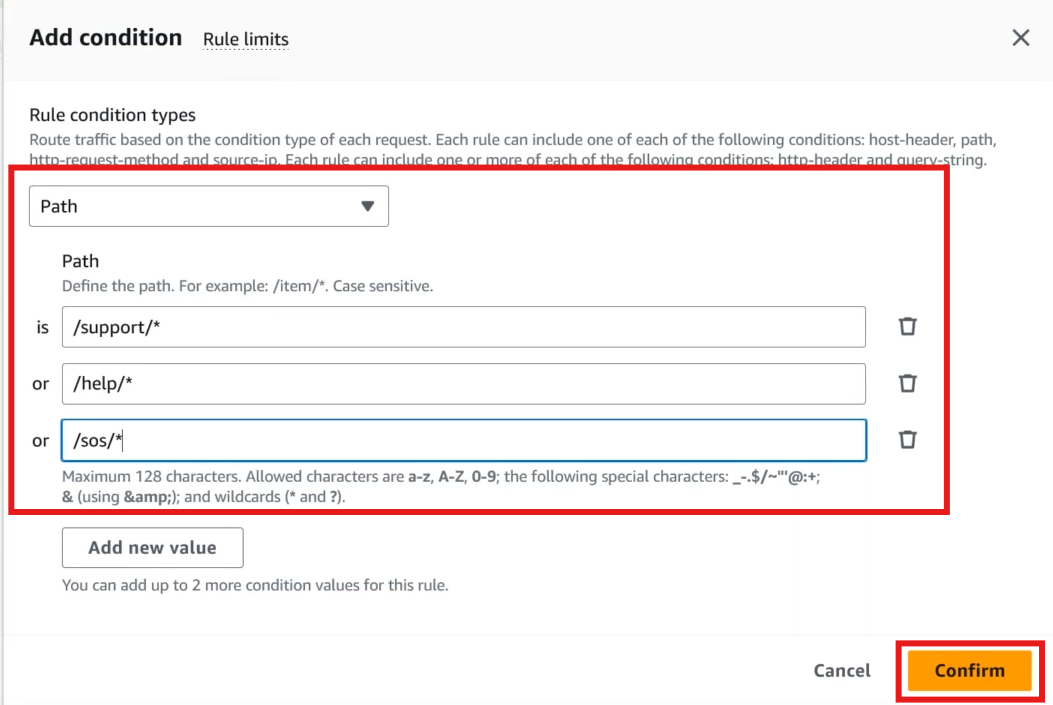 Add condition Rule limits
Rule condition types
Route traffic based on the condition type of each request. Each rule can include one of each of the following conditions: host-header, path,
http-request-method and source-ip. Each rule can include one or more of each of the following conditions: http-header and query-string.
Path
Path
Define the path. For example: /item/*. Case sensitive.
is /support/*
or /help/*
or /sos/*
Maximum 128 characters. Allowed characters are a-z, A-Z, 0-9; the following special characters: _-.$/~"'@:+;
& (using &amp;); and wildcards (* and ?).
Add new value
You can add up to 2 more condition values for this rule.
Cancel Confirm